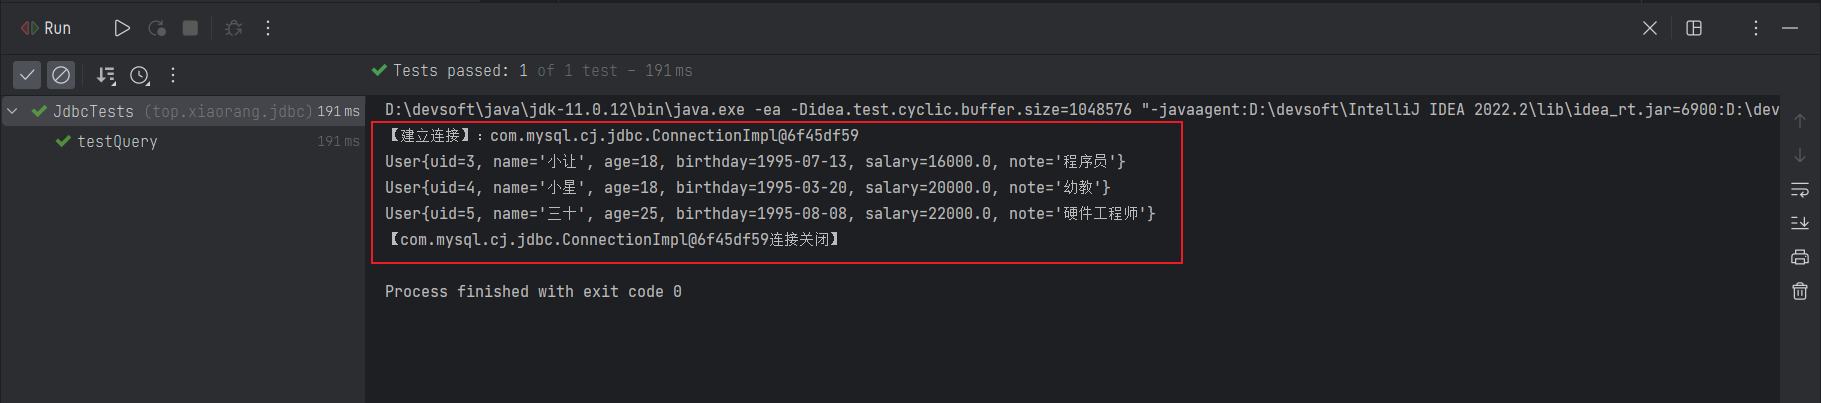 Run
Tests passed: 1 of 1 test – 191 ms
JdbcTests (top.xiaorang.jdbc) 191 ms
testQuery 191 ms
D:\devsoft\java\jdk-11.0.12\bin\java.exe -ea -Didea.test.cyclic.buffer.size=1048576 "-javaagent:D:\devsoft\IntelliJ IDEA 2022.2\lib\idea_rt.jar=6900:D:\dev
【建立连接】：com.mysql.cj.jdbc.ConnectionImpl@6f45df59
User{uid=3, name='小让', age=18, birthday=1995-07-13, salary=16000.0, note='程序员'}
User{uid=4, name='小星', age=18, birthday=1995-03-20, salary=20000.0, note='幼教'}
User{uid=5, name='三十', age=25, birthday=1995-08-08, salary=22000.0, note='硬件工程师'}
【com.mysql.cj.jdbc.ConnectionImpl@6f45df59连接关闭】
Process finished with exit code 0